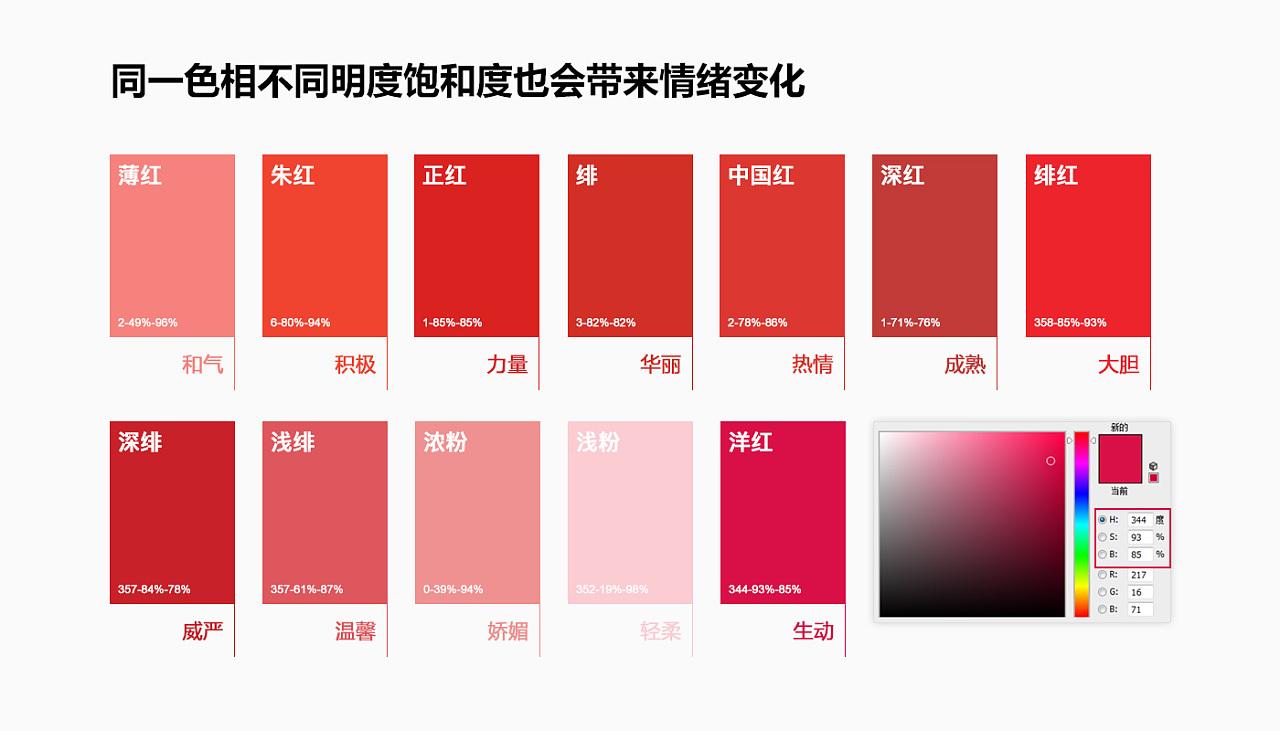 同一色相不同明度饱和度也会带来情绪变化
薄红
2-49%-96%
和气
朱红
6-80%-94%
积极
正红
1-85%-85%
力量
绯
3-82%-82%
华丽
中国红
2-78%-86%
热情
深红
1-71%-76%
成熟
绯红
358-85%-93%
大胆
深绯
357-84%-78%
威严
浅绯
357-61%-87%
温馨
浓粉
0-39%-94%
娇媚
浅粉
352-19%-98%
轻柔
洋红
344-93%-85%
生动
新的
当前
H: 344 度
S: 93 %
B: 85 %
R: 217
G: 16
B: 71